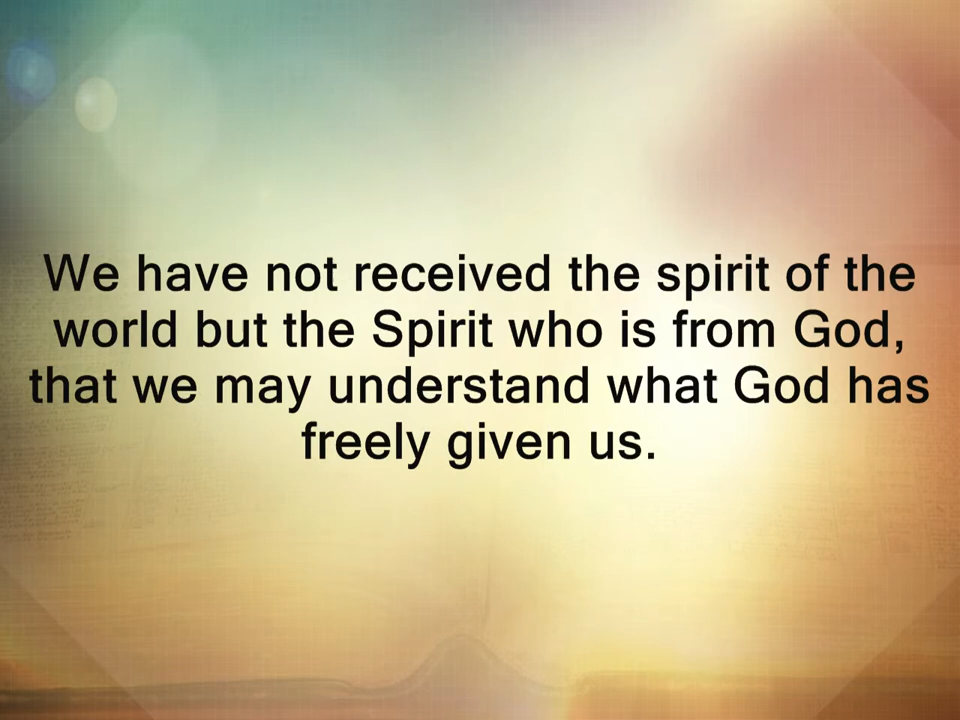 We have not received the spirit of the
world but the Spirit who is from God,
that we may understand what God has
freely given us.